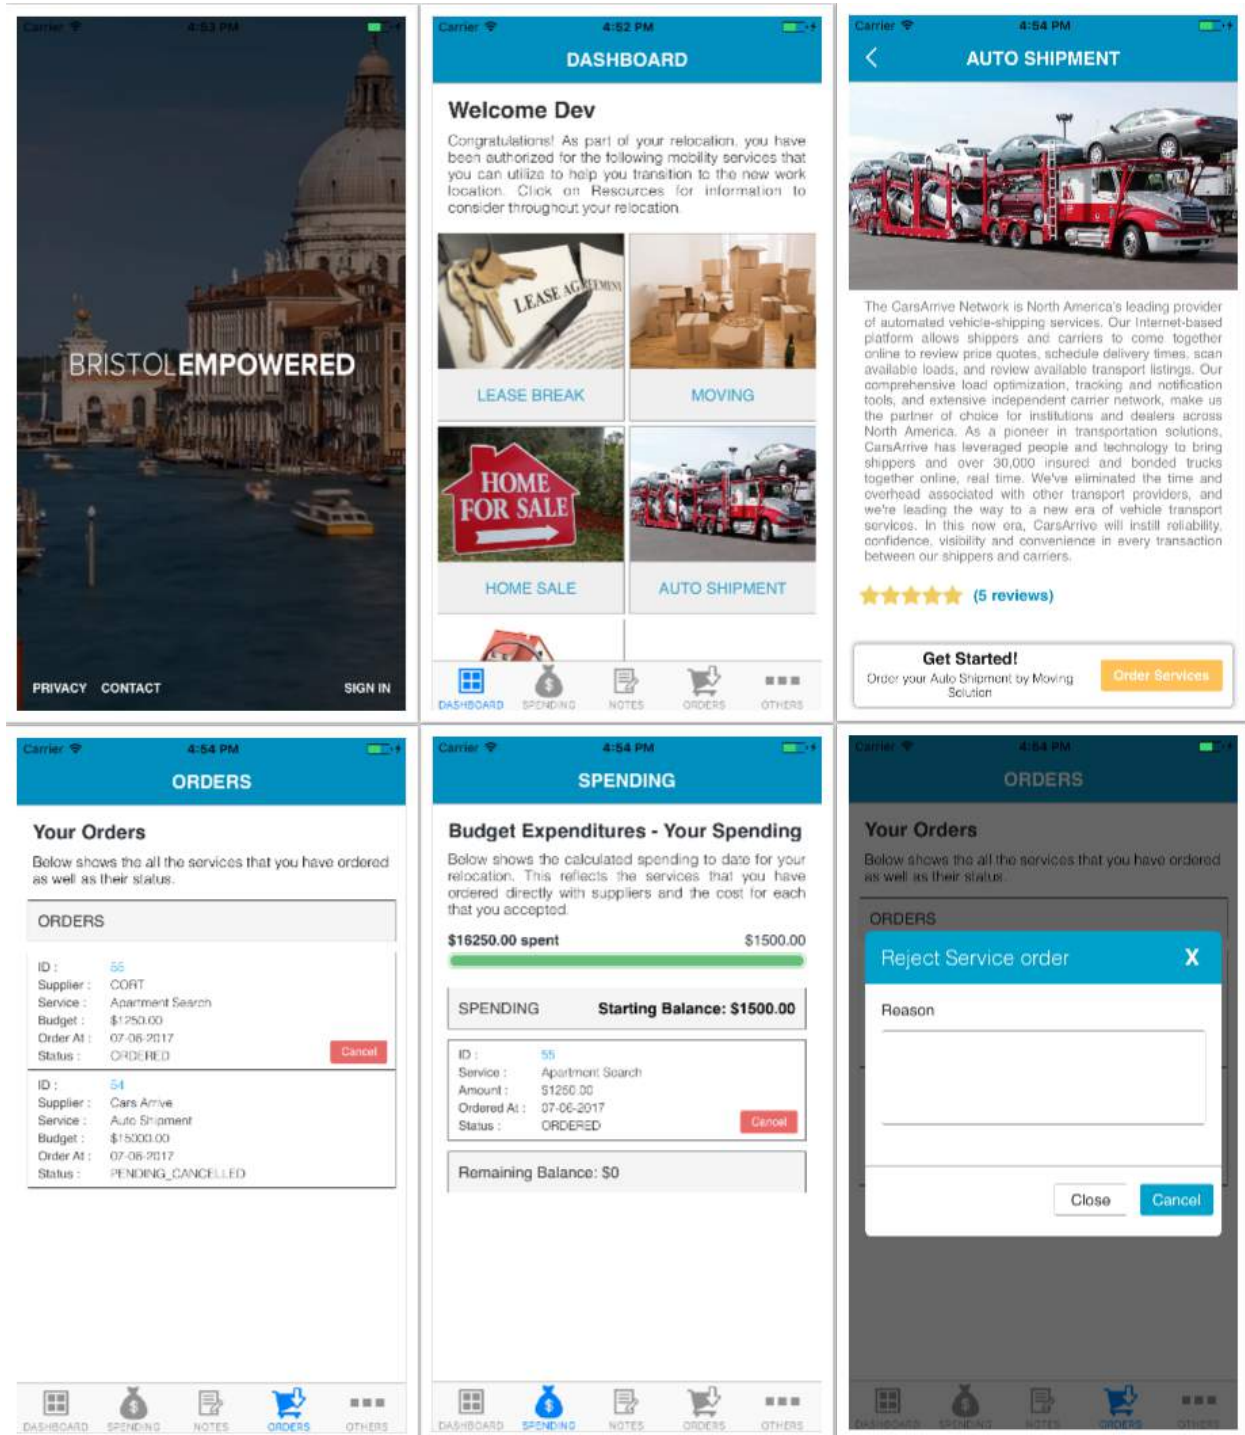 Carrier 4:53 PM
BRISTOLEMPOWERED
PRIVACY CONTACT SIGN IN
Carrier 4:52 PM
DASHBOARD
Welcome Dev
Congratulations! As part of your relocation, you have
been authorized for the following mobility services that
you can utilize to help you transition to the new work
location. Click on Resources for information to
consider throughout your relocation.
LEASE AGREEMENT
LEASE BREAK MOVING
HOME
FOR SALE
HOME SALE AUTO SHIPMENT
DASHBOARD SPENDING NOTES ORDERS OTHERS
Carrier 4:54 PM
AUTO SHIPMENT
The CarsArrive Network is North America's leading provider
of automated vehicle-shipping services. Our Internet-based
platform allows shippers and carriers to come together
online to review price quotes, schedule delivery times, scan
available loads, and review available transport listings. Our
comprehensive load optimization, tracking and notification
tools, and extensive independent carrier network, make us
the partner of choice for institutions and dealers across
North America. As a pioneer in transportation solutions,
CarsArrive has leveraged people and technology to bring
shippers and over 30,000 insured and bonded trucks
together online, real time. We've eliminated the time and
overhead associated with other transport providers, and
we're leading the way to a new era of vehicle transport
services. In this new era, CarsArrive will instill reliability,
confidence, visibility and convenience in every transaction
between our shippers and carriers.
(5 reviews)
Get Started!
Order your Auto Shipment by Moving
Solution
Order Services
Carrier 4:54 PM
ORDERS
Your Orders
Below shows the all the services that you have ordered
as well as their status.
ORDERS
ID : 55
Supplier : CORT
Service : Apartment Search
Budget : $1250.00
Order At : 07-06-2017
Status : ORDERED Cancel
ID : 54
Supplier : Cars Arrive
Service : Auto Shipment
Budget : $15000.00
Order At : 07-06-2017
Status : PENDING_CANCELLED
DASHBOARD SPENDING NOTES ORDERS OTHERS
Carrier 4:54 PM
SPENDING
Budget Expenditures - Your Spending
Below shows the calculated spending to date for your
relocation. This reflects the services that you have
ordered directly with suppliers and the cost for each
that you accepted.
$16250.00 spent $1500.00
SPENDING Starting Balance: $1500.00
ID : 55
Service : Apartment Search
Amount : $1250.00
Ordered At : 07-06-2017
Status : ORDERED Cancel
Remaining Balance: $0
DASHBOARD SPENDING NOTES ORDERS OTHERS
Carrier 4:54 PM
ORDERS
Your Orders
Below shows the all the services that you have ordered
as well as their status.
ORDERS
Reject Service order X
Reason
Close Cancel
DASHBOARD SPENDING NOTES ORDERS OTHERS